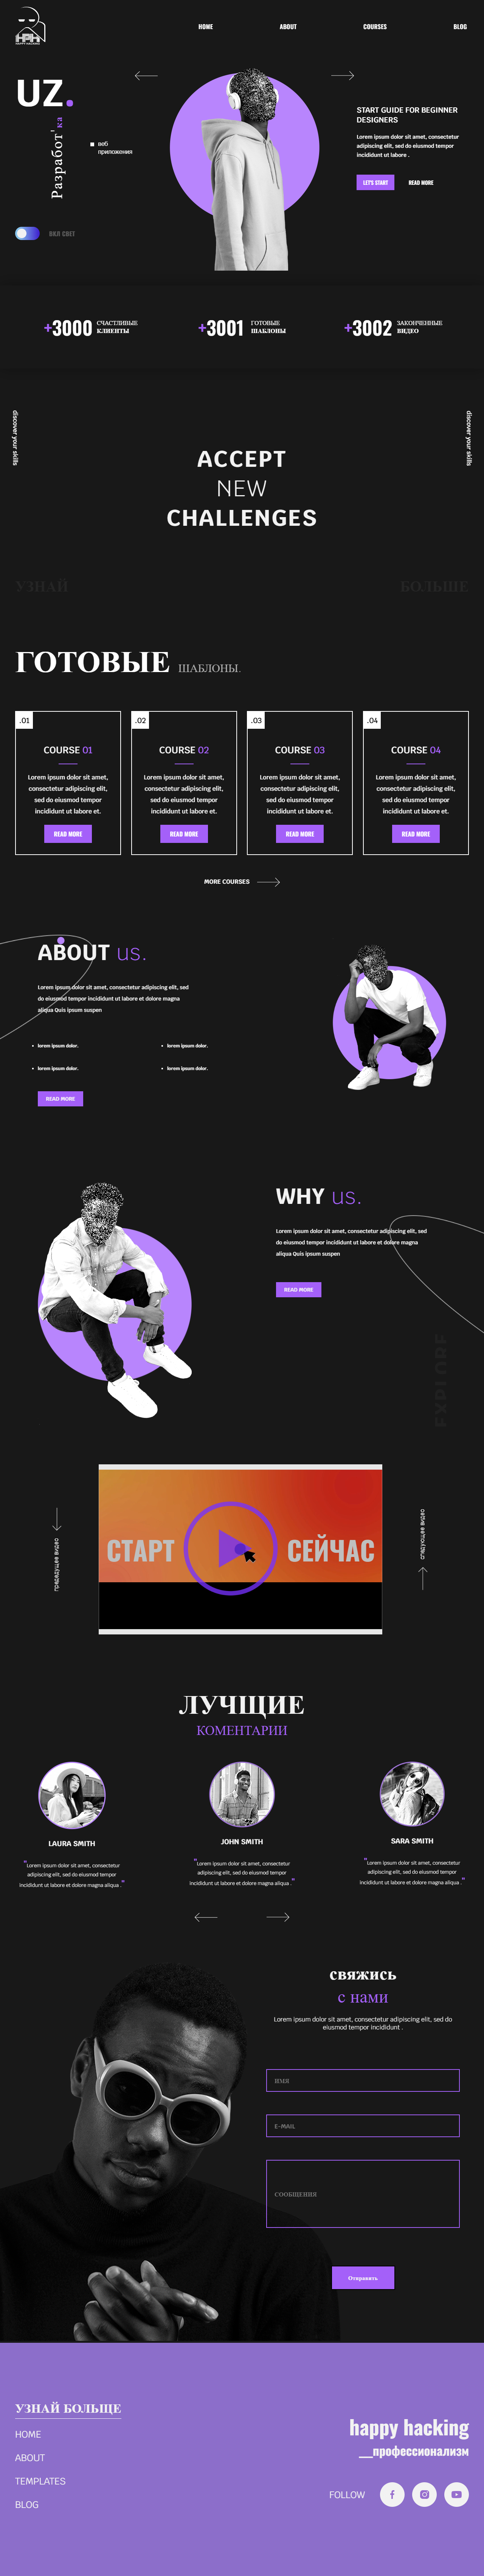 HAPPY HACKING
HOME
ABOUT
COURSES
BLOG
UZ.
Разработ'ка
веб
приложения
START GUIDE FOR BEGINNER
DESIGNERS
Lorem ipsum dolor sit amet, consectetur
adipiscing elit, sed do eiusmod tempor
incididunt ut labore .
LET'S START
READ MORE
ВКЛ СВЕТ
+3000
СЧАСТЛИВЫЕ
КЛИЕНТЫ
+3001
ГОТОВЫЕ
ШАБЛОНЫ
+3002
ЗАКОНЧЕННЫЕ
ВИДЕО
discover your skills
discover your skills
ACCEPT
NEW
CHALLENGES
УЗНАЙ
БОЛЬШЕ
ГОТОВЫЕ ШАБЛОНЫ.
.01
COURSE 01
Lorem ipsum dolor sit amet,
consectetur adipiscing elit,
sed do eiusmod tempor
incididunt ut labore et.
READ MORE
.02
COURSE 02
Lorem ipsum dolor sit amet,
consectetur adipiscing elit,
sed do eiusmod tempor
incididunt ut labore et.
READ MORE
.03
COURSE 03
Lorem ipsum dolor sit amet,
consectetur adipiscing elit,
sed do eiusmod tempor
incididunt ut labore et.
READ MORE
.04
COURSE 04
Lorem ipsum dolor sit amet,
consectetur adipiscing elit,
sed do eiusmod tempor
incididunt ut labore et.
READ MORE
MORE COURSES
ABOUT us.
Lorem ipsum dolor sit amet, consectetur adipiscing elit, sed
do eiusmod tempor incididunt ut labore et dolore magna
aliqua Quis ipsum suspen
lorem ipsum dolor.
lorem ipsum dolor.
lorem ipsum dolor.
lorem ipsum dolor.
READ MORE
WHY us.
Lorem ipsum dolor sit amet, consectetur adipiscing elit, sed
do eiusmod tempor incididunt ut labore et dolore magna
aliqua Quis ipsum suspen
READ MORE
EXPLORE
СТАРТ
СЕЙЧАС
ЛУЧЩИЕ
КОМЕНТАРИИ
LAURA SMITH
"Lorem ipsum dolor sit amet, consectetur
adipiscing elit, sed do eiusmod tempor
incididunt ut labore et dolore magna aliqua ."
JOHN SMITH
"Lorem ipsum dolor sit amet, consectetur
adipiscing elit, sed do eiusmod tempor
incididunt ut labore et dolore magna aliqua ."
SARA SMITH
"Lorem ipsum dolor sit amet, consectetur
adipiscing elit, sed do eiusmod tempor
incididunt ut labore et dolore magna aliqua ."
свяжись
с нами
Lorem ipsum dolor sit amet, consectetur adipiscing elit, sed do
eiusmod tempor incididunt .
ИМЯ
E-MAIL
СООБЩЕНИЯ
Отправить
УЗНАЙ БОЛЬЩЕ
HOME
ABOUT
TEMPLATES
BLOG
happy hacking
__профессионализм
FOLLOW